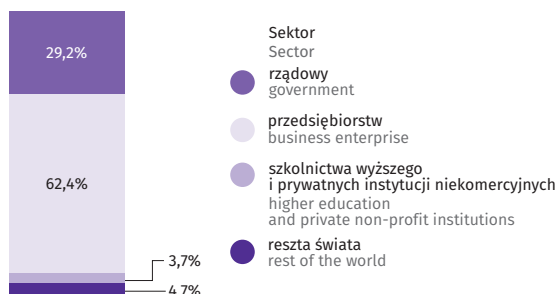 29,2%
62,4%
3,7%
4,7%
Sektor
Sector
rządowy
government
przedsiębiorstw
business enterprise
szkolnictwa wyższego
i prywatnych instytucji niekomercyjnych
higher education
and private non-profit institutions
reszta świata
rest of the world